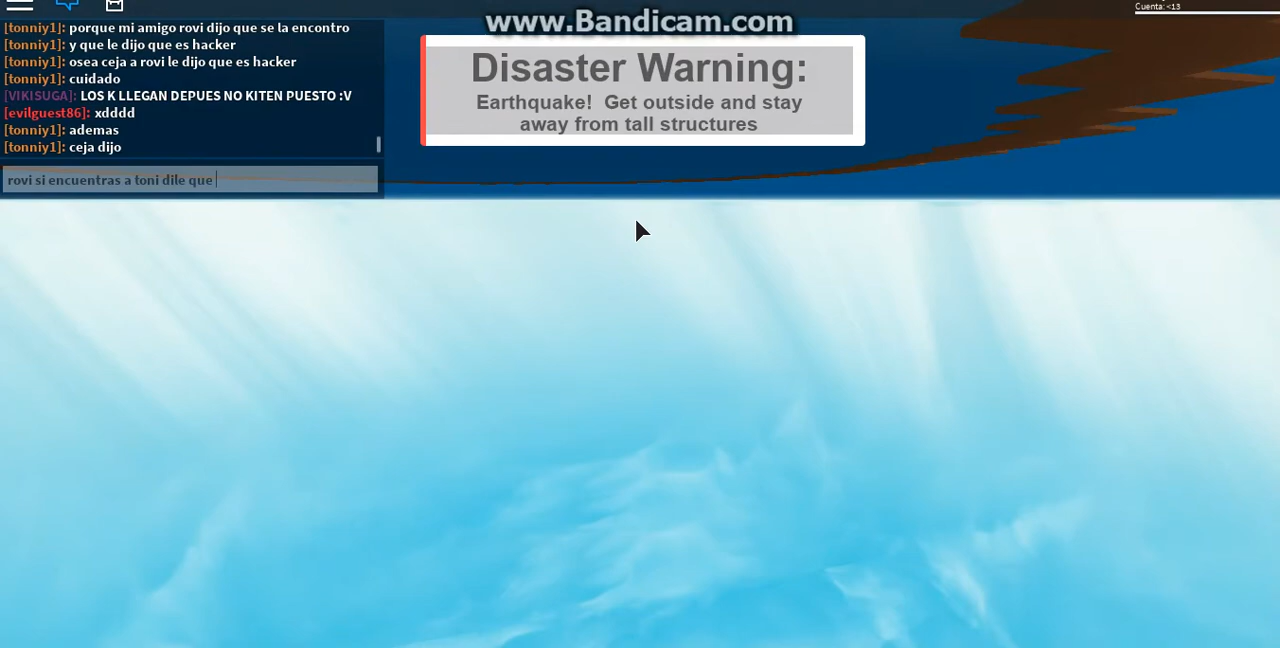 www.Bandicam.com
Cuenta: <13
[tonniy1]: porque mi amigo rovi dijo que se la encontro
[tonniy1]: y que le dijo que es hacker
[tonniy1]: osea ceja a rovi le dijo que es hacker
[tonniy1]: cuidado
[VIKISUGA]: LOS K LLEGAN DEPUES NO KITEN PUESTO :V
[evilguest86]: xdddd
[tonniy1]: ademas
[tonniy1]: ceja dijo
rovi si encuentras a toni dile que
Disaster Warning:
Earthquake! Get outside and stay
away from tall structures